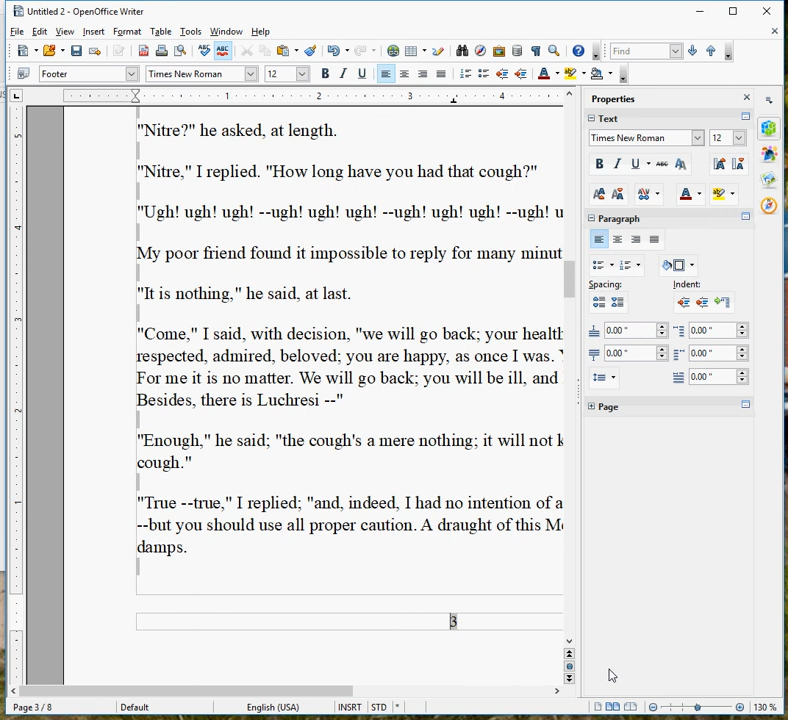 Untitled 2 - OpenOffice Writer
File Edit View Insert Format Table Tools Window Help
Find
Footer Times New Roman 12 B I U A
1 2 3 4
"Nitre?" he asked, at length.
"Nitre," I replied. "How long have you had that cough?"
"Ugh! ugh! ugh! --ugh! ugh! ugh! --ugh! ugh! ugh! --ugh! u
My poor friend found it impossible to reply for many minut
"It is nothing," he said, at last.
"Come," I said, with decision, "we will go back; your health
respected, admired, beloved; you are happy, as once I was. Y
For me it is no matter. We will go back; you will be ill, and
Besides, there is Luchresi --"
"Enough," he said; "the cough's a mere nothing; it will not k
cough."
"True --true," I replied; "and, indeed, I had no intention of a
--but you should use all proper caution. A draught of this Me
damps.
3
Properties
Text
Times New Roman 12
B I U ABC A
A
Paragraph
Spacing: Indent:
0.00 " 0.00 "
0.00 " 0.00 "
0.00 "
Page
Page 3 / 8 Default English (USA) INSRT STD * 130 %